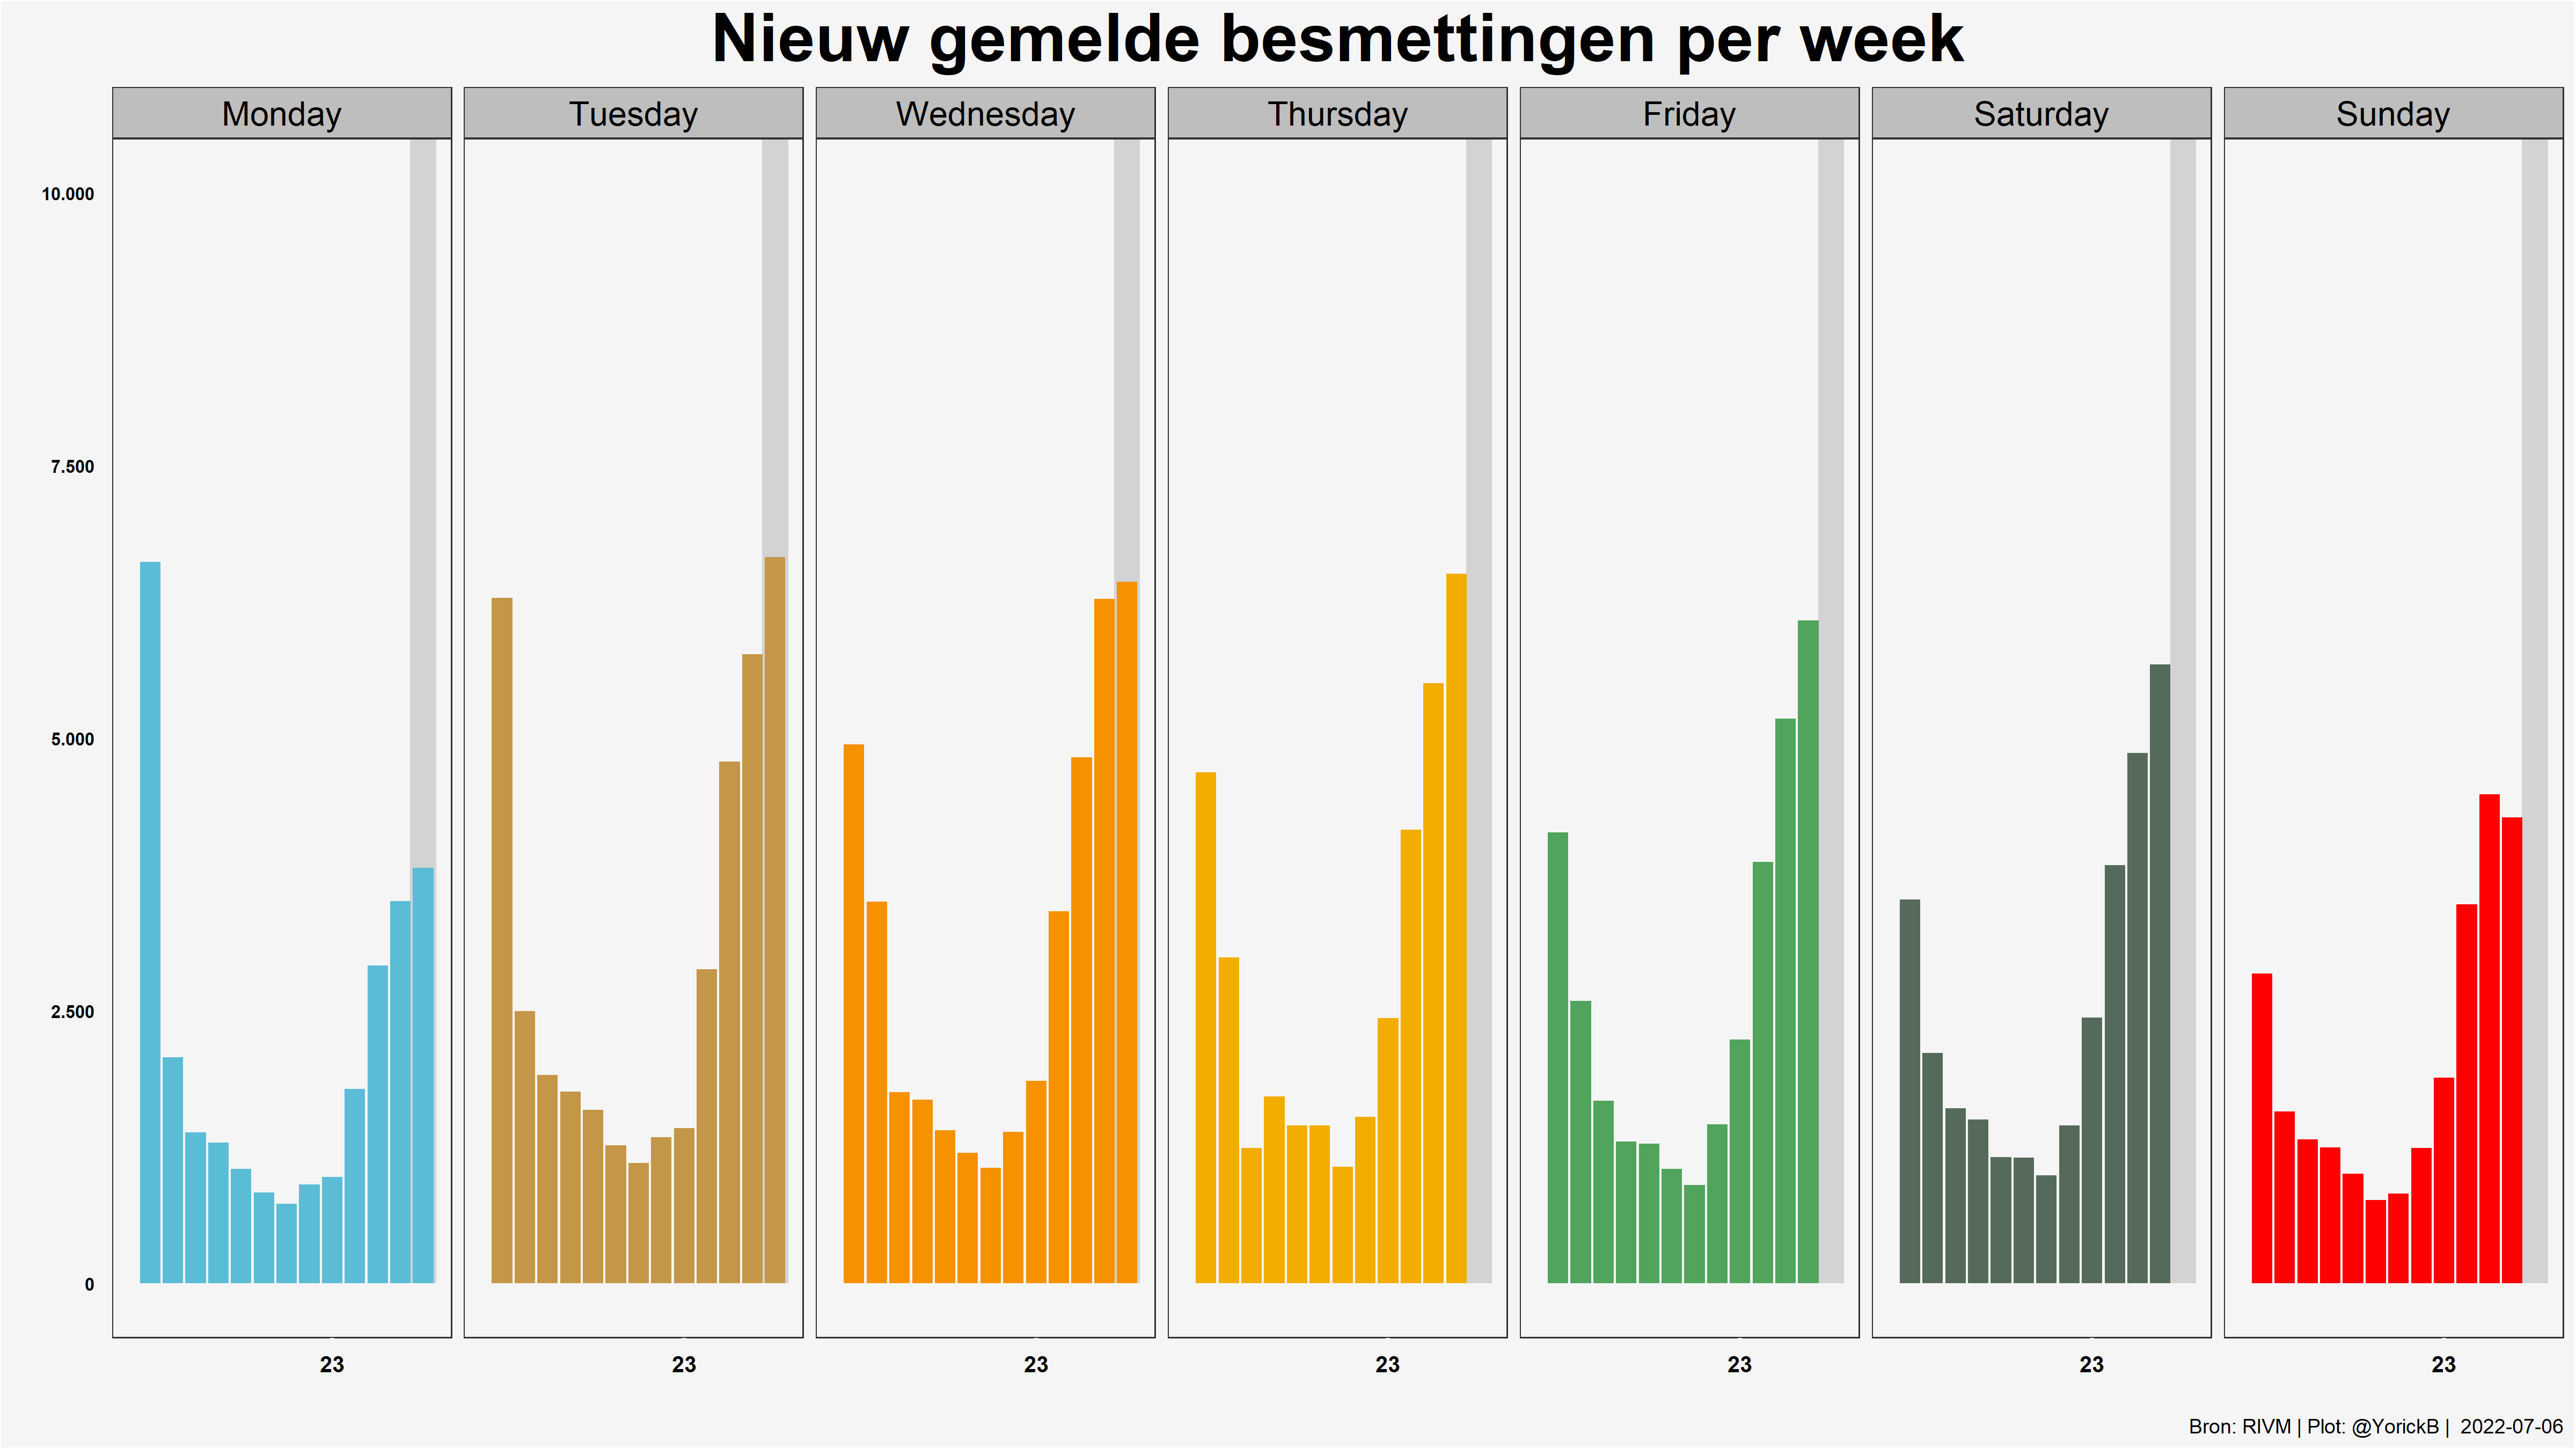 Nieuw gemelde besmettingen per week
Monday Tuesday Wednesday Thursday Friday Saturday Sunday
10.000
7.500
5.000
2.500
0
23 23 23 23 23 23 23
Bron: RIVM | Plot: @YorickB | 2022-07-06